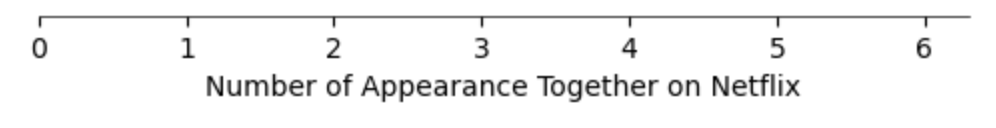 0 1 2 3 4 5 6
Number of Appearance Together on Netflix